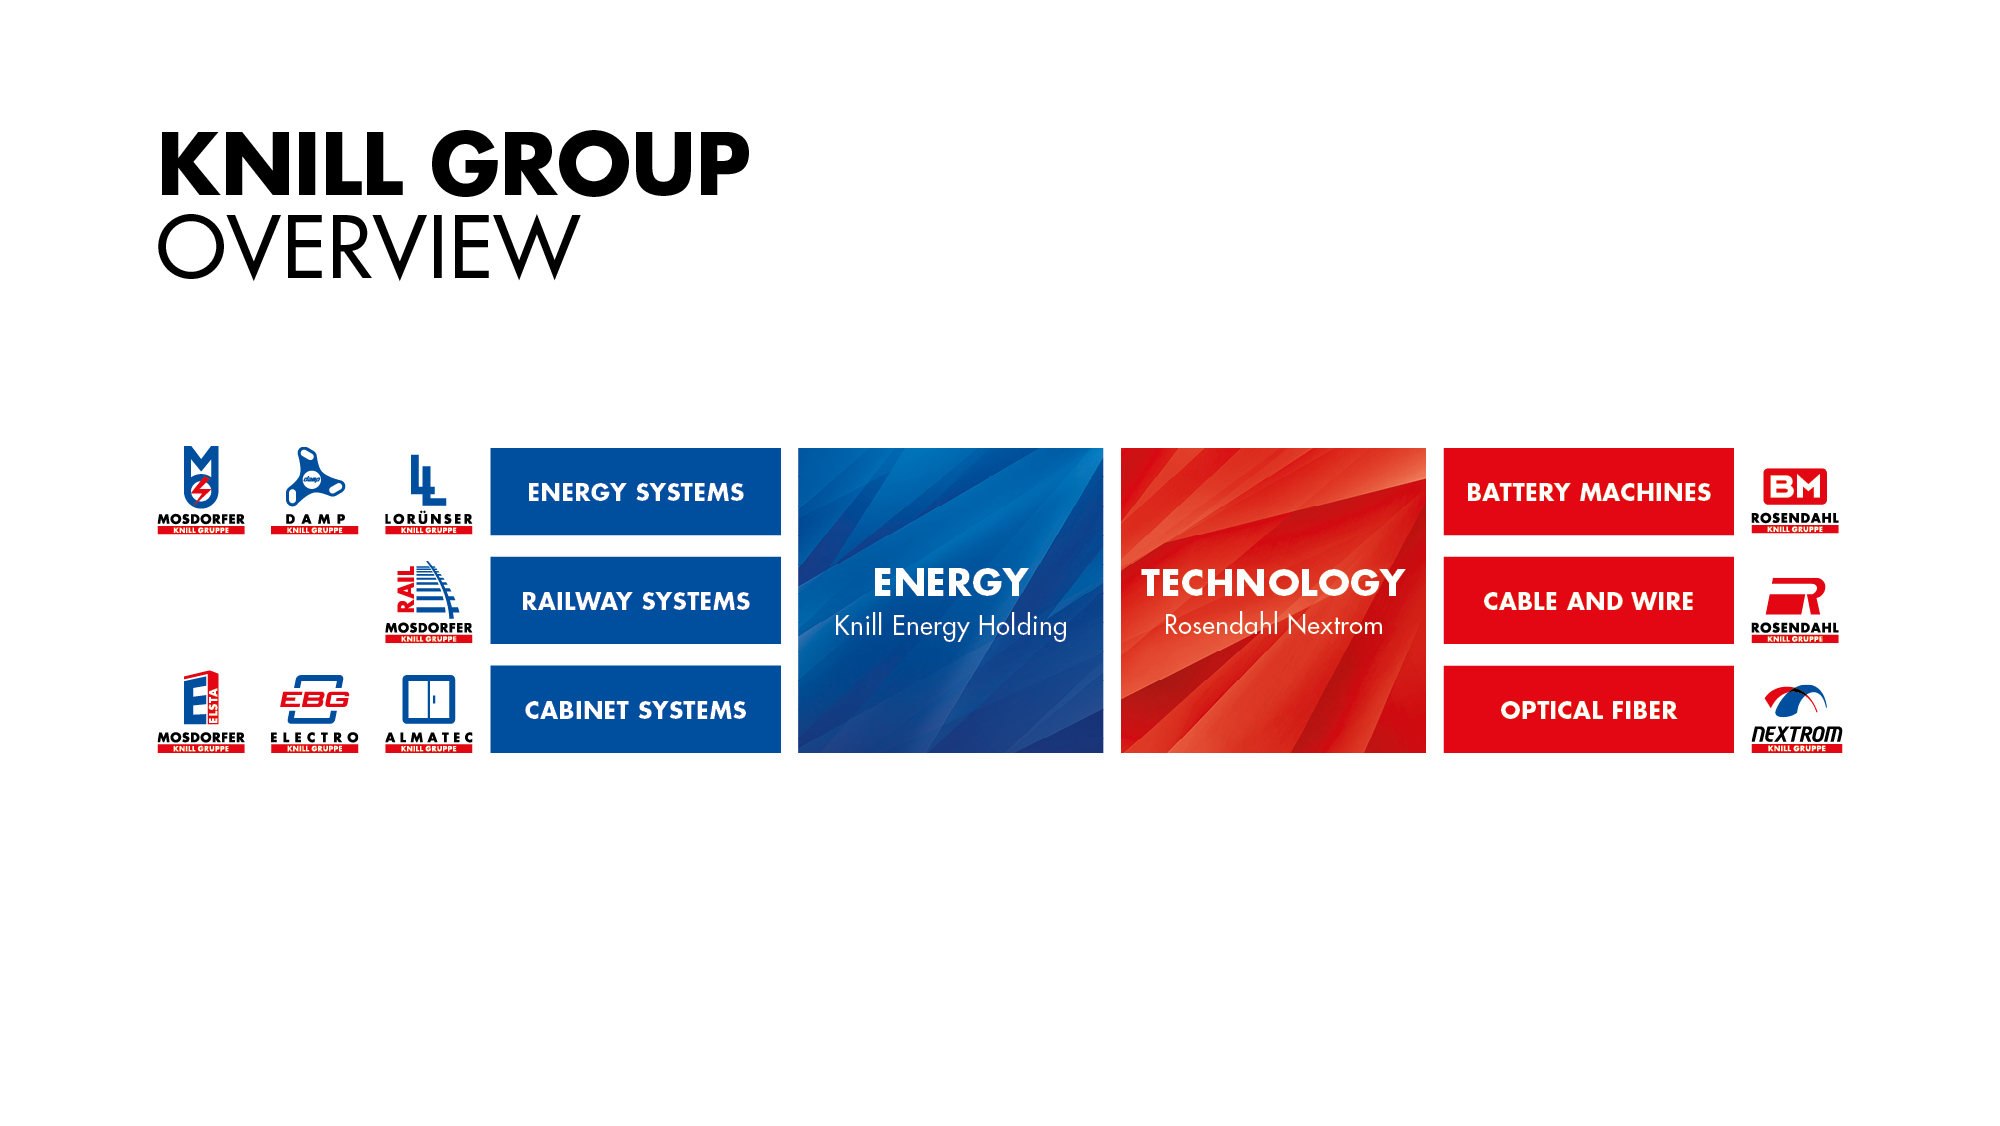 KNILL GROUP
OVERVIEW
MOSDORFER
KNILL GRUPPE
damp
DAMP
KNILL GRUPPE
LORÜNSER
KNILL GRUPPE
ENERGY SYSTEMS
RAIL
MOSDORFER
KNILL GRUPPE
RAILWAY SYSTEMS
E ELSTA
MOSDORFER
KNILL GRUPPE
EBG
ELECTRO
KNILL GRUPPE
ALMATEC
KNILL GRUPPE
CABINET SYSTEMS
ENERGY
Knill Energy Holding
TECHNOLOGY
Rosendahl Nextrom
BATTERY MACHINES
BM
ROSENDAHL
KNILL GRUPPE
CABLE AND WIRE
R
ROSENDAHL
KNILL GRUPPE
OPTICAL FIBER
NEXTROM
KNILL GRUPPE